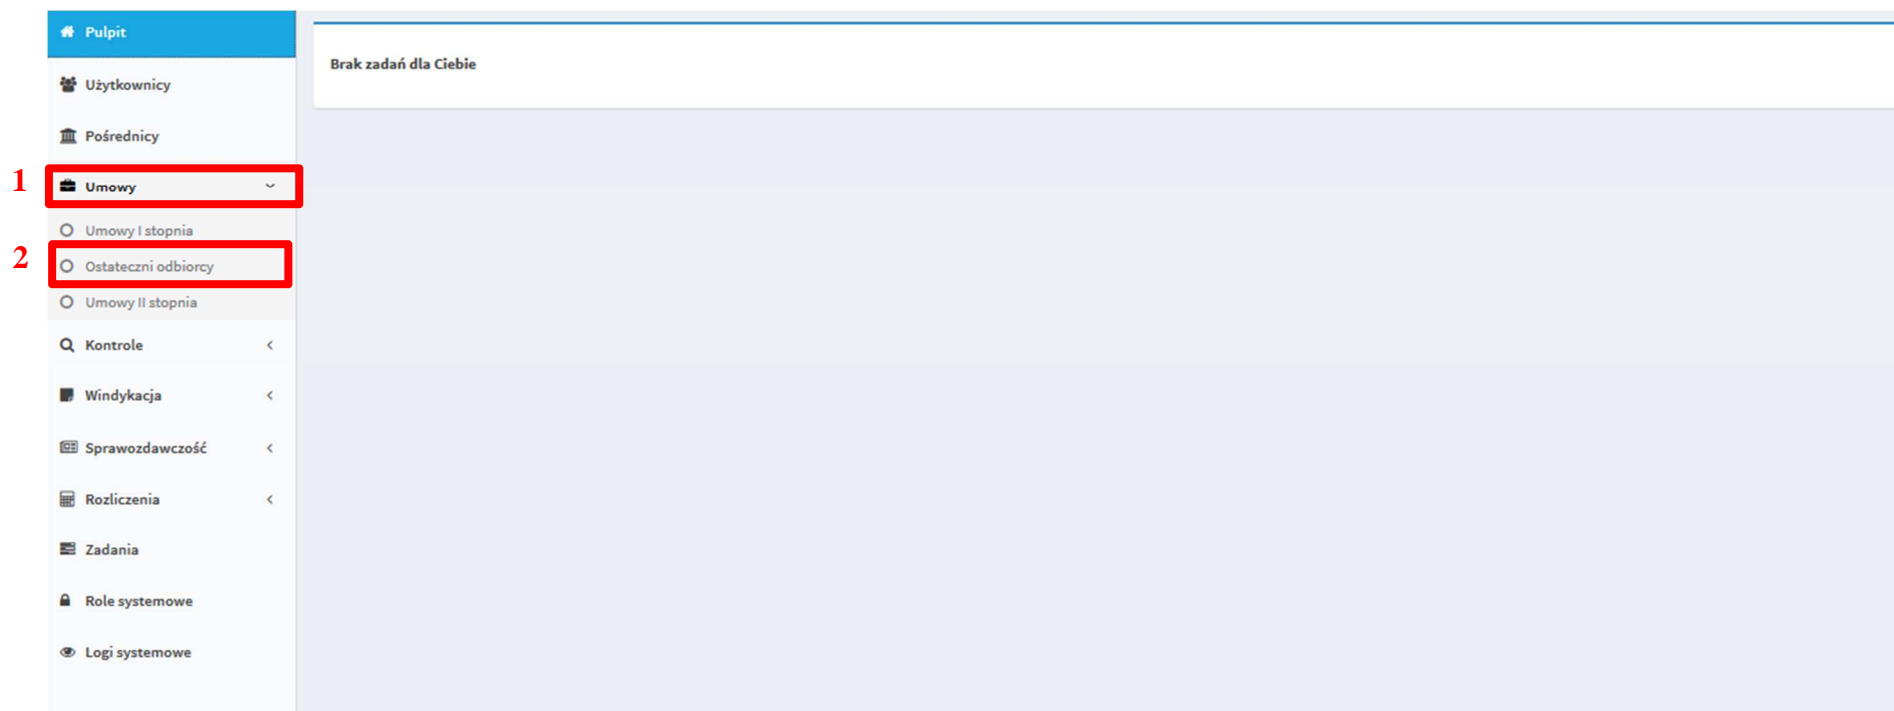 Pulpit
Brak zadań dla Ciebie
Użytkownicy
Pośrednicy
1 Umowy
Umowy I stopnia
2 Ostateczni odbiorcy
Umowy II stopnia
Kontrole
Windykacja
Sprawozdawczość
Rozliczenia
Zadania
Role systemowe
Logi systemowe